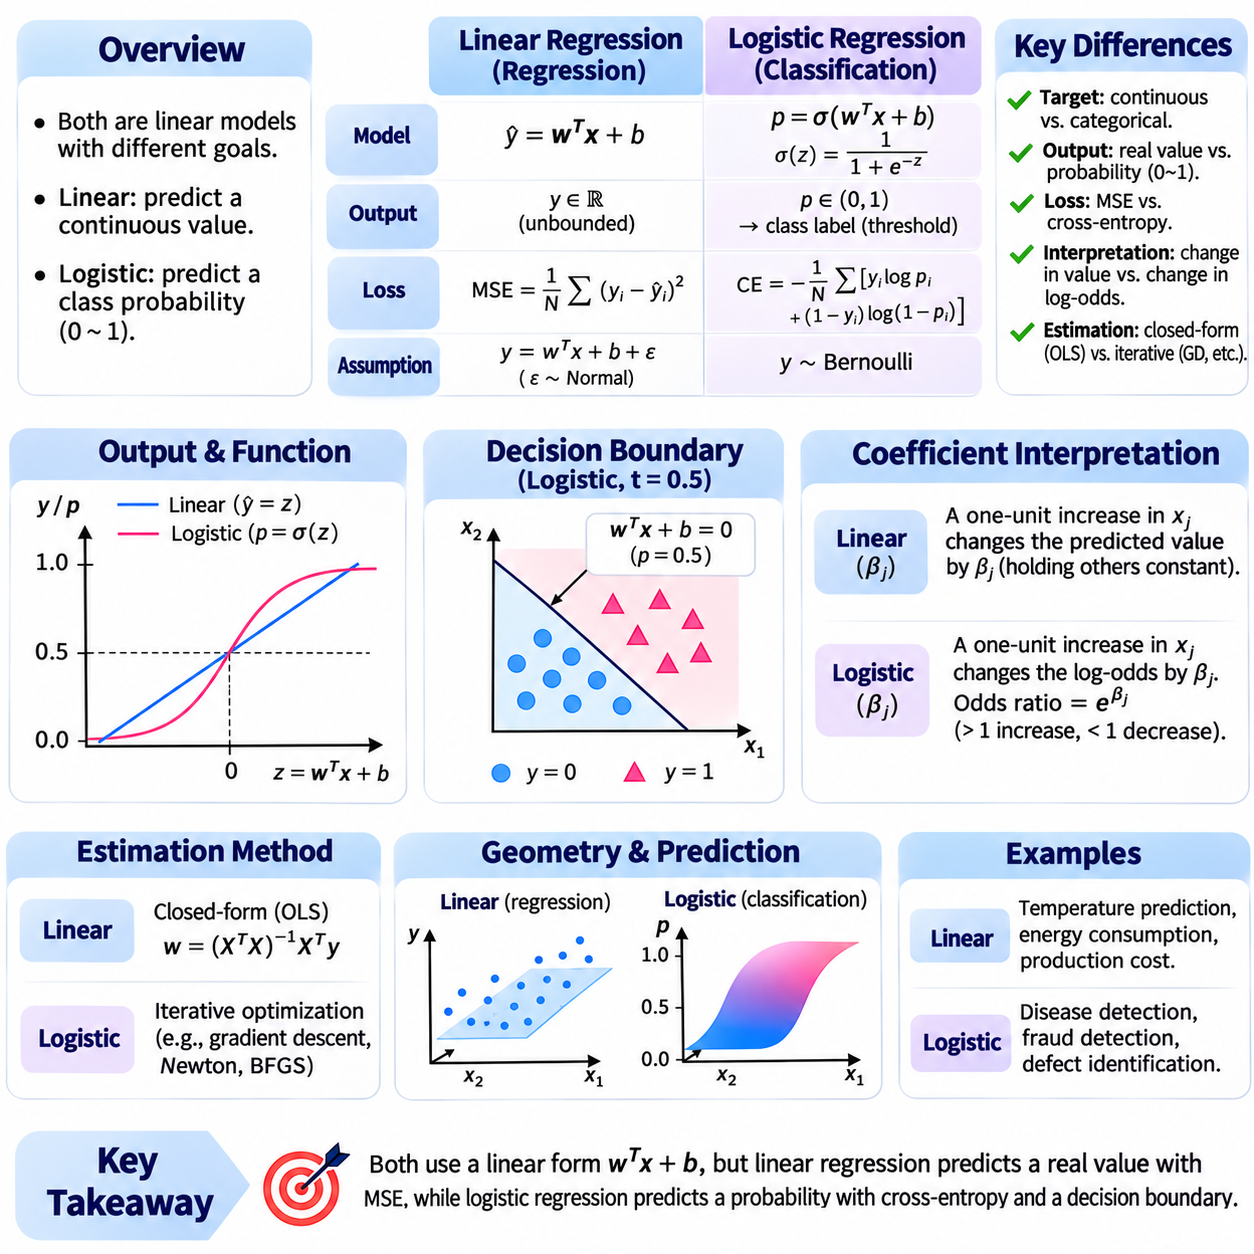 Overview
• Both are linear models
with different goals.
• Linear: predict a
continuous value.
• Logistic: predict a
class probability
(0 ~ 1).
Linear Regression
(Regression)
Logistic Regression
(Classification)
Model
ŷ = wᵀx + b
p = σ(wᵀx + b)
σ(z) = 1 / (1 + e⁻ᶻ)
Output
y ∈ ℝ
(unbounded)
p ∈ (0, 1)
→ class label (threshold)
Loss
MSE = 1/N ∑ (yᵢ − ŷᵢ)²
CE = − 1/N ∑ [yᵢ log pᵢ
+ (1 − yᵢ) log(1 − pᵢ)]
Assumption
y = wᵀx + b + ε
( ε ~ Normal)
y ~ Bernoulli
Key Differences
Target: continuous
vs. categorical.
Output: real value vs.
probability (0~1).
Loss: MSE vs.
cross-entropy.
Interpretation: change
in value vs. change in
log-odds.
Estimation: closed-form
(OLS) vs. iterative (GD, etc.).
Output & Function
y / p
Linear (ŷ = z)
Logistic (p = σ(z)
1.0
0.5
0.0
0
z = wᵀx + b
Decision Boundary
(Logistic, t = 0.5)
x₂
wᵀx + b = 0
(p = 0.5)
x₁
y = 0
y = 1
Coefficient Interpretation
Linear
(βⱼ)
A one-unit increase in xⱼ
changes the predicted value
by βⱼ (holding others constant).
Logistic
(βⱼ)
A one-unit increase in xⱼ
changes the log-odds by βⱼ.
Odds ratio = e^βⱼ
(> 1 increase, < 1 decrease).
Estimation Method
Linear
Closed-form (OLS)
w = (XᵀX)⁻¹Xᵀy
Logistic
Iterative optimization
(e.g., gradient descent,
Newton, BFGS)
Geometry & Prediction
Linear (regression)
y
x₂
x₁
Logistic (classification)
p
1.0
0.5
0.0
x₂
x₁
Examples
Linear
Temperature prediction,
energy consumption,
production cost.
Logistic
Disease detection,
fraud detection,
defect identification.
Key
Takeaway
Both use a linear form wᵀx + b, but linear regression predicts a real value with
MSE, while logistic regression predicts a probability with cross-entropy and a decision boundary.